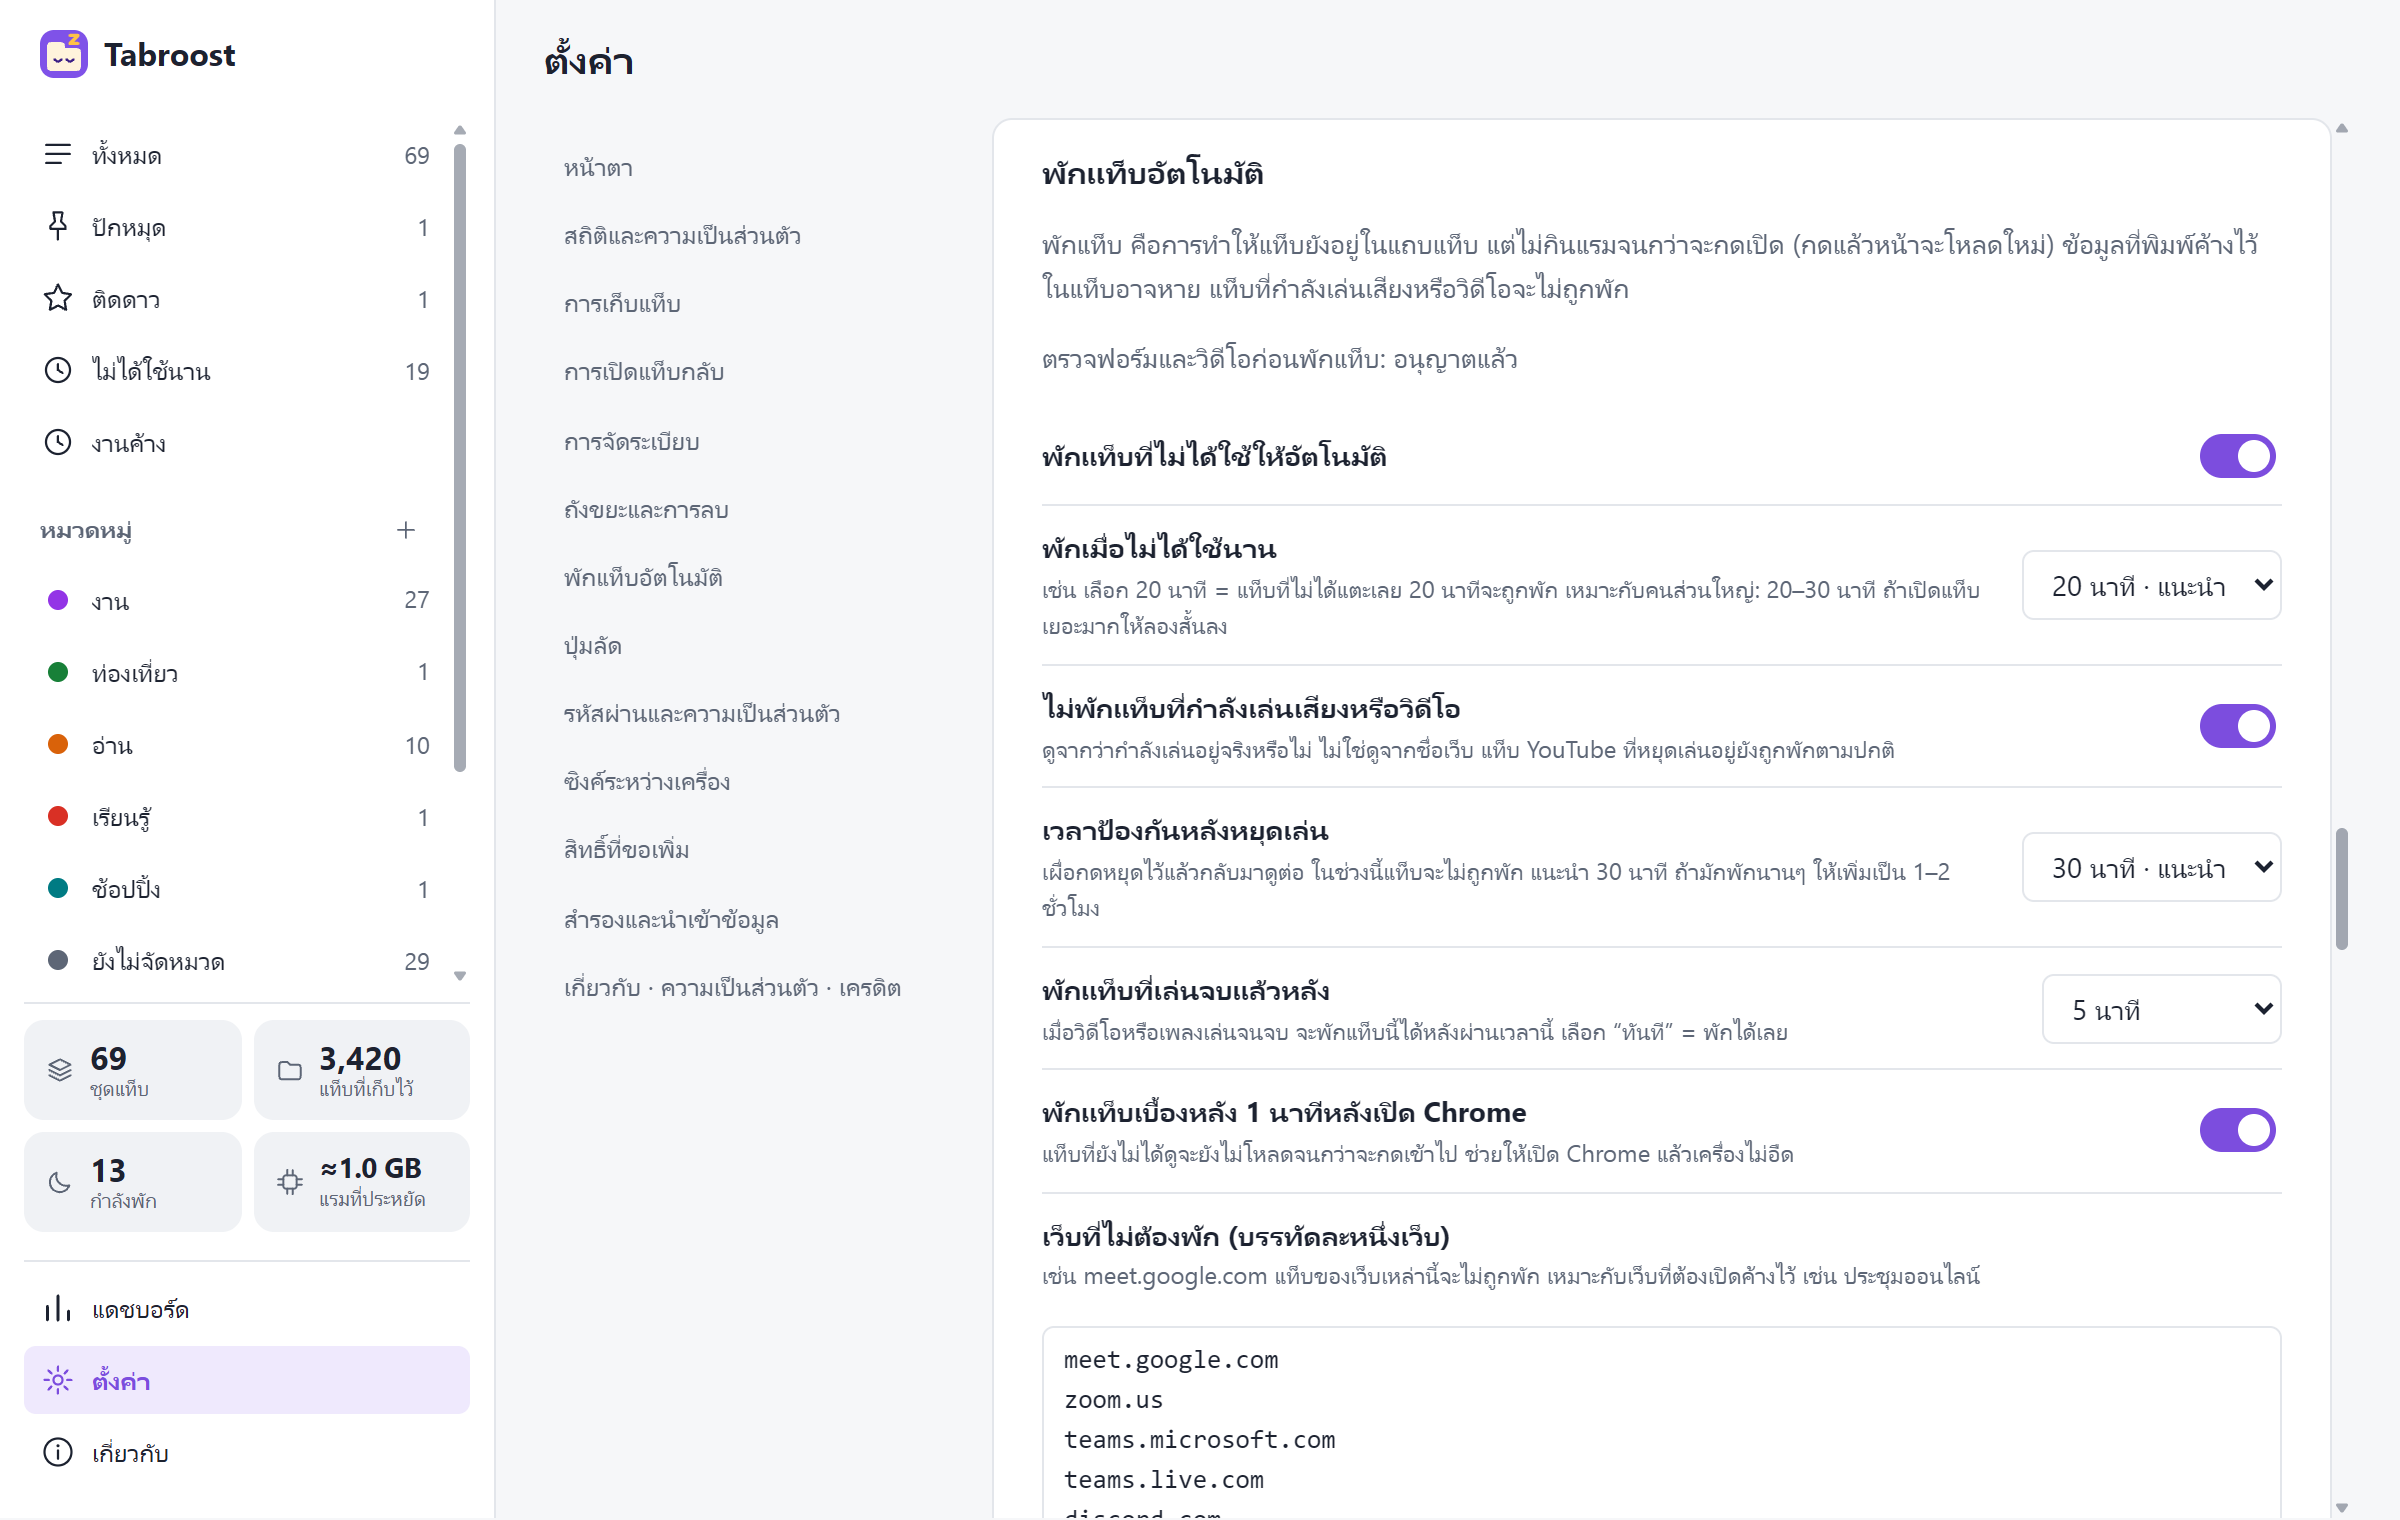 Tabroost
ทั้งหมด 69
ปักหมุด 1
ติดดาว 1
ไม่ได้ใช้นาน 19
งานค้าง
หมวดหมู่
งาน 27
ท่องเที่ยว 1
อ่าน 10
เรียนรู้ 1
ช้อปปิ้ง 1
ยังไม่จัดหมวด 29
69
ชุดแท็บ
3,420
แท็บที่เก็บไว้
13
กำลังพัก
≈1.0 GB
แรมที่ประหยัด
แดชบอร์ด
ตั้งค่า
เกี่ยวกับ
ตั้งค่า
หน้าตา
สถิติและความเป็นส่วนตัว
การเก็บแท็บ
การเปิดแท็บกลับ
การจัดระเบียบ
ถังขยะและการลบ
พักแท็บอัตโนมัติ
ปุ่มลัด
รหัสผ่านและความเป็นส่วนตัว
ซิงค์ระหว่างเครื่อง
สิทธิ์ที่ขอเพิ่ม
สำรองและนำเข้าข้อมูล
เกี่ยวกับ · ความเป็นส่วนตัว · เครดิต
พักแท็บอัตโนมัติ
พักแท็บ คือการทำให้แท็บยังอยู่ในแถบแท็บ แต่ไม่กินแรมจนกว่าจะกดเปิด (กดแล้วหน้าจะโหลดใหม่) ข้อมูลที่พิมพ์ค้างไว้
ในแท็บอาจหาย แท็บที่กำลังเล่นเสียงหรือวิดีโอจะไม่ถูกพัก
ตรวจฟอร์มและวิดีโอก่อนพักแท็บ: อนุญาตแล้ว
พักแท็บที่ไม่ได้ใช้ให้อัตโนมัติ
พักเมื่อไม่ได้ใช้นาน
เช่น เลือก 20 นาที = แท็บที่ไม่ได้แตะเลย 20 นาทีจะถูกพัก เหมาะกับคนส่วนใหญ่: 20–30 นาที ถ้าเปิดแท็บ
เยอะมากให้ลองสั้นลง
20 นาที · แนะนำ
ไม่พักแท็บที่กำลังเล่นเสียงหรือวิดีโอ
ดูจากว่ากำลังเล่นอยู่จริงหรือไม่ ไม่ใช่ดูจากชื่อเว็บ แท็บ YouTube ที่หยุดเล่นอยู่ยังถูกพักตามปกติ
เวลาป้องกันหลังหยุดเล่น
เผื่อกดหยุดไว้แล้วกลับมาดูต่อ ในช่วงนี้แท็บจะไม่ถูกพัก แนะนำ 30 นาที ถ้ามักพักนานๆ ให้เพิ่มเป็น 1–2
ชั่วโมง
30 นาที · แนะนำ
พักแท็บที่เล่นจบแล้วหลัง
เมื่อวิดีโอหรือเพลงเล่นจนจบ จะพักแท็บนี้ได้หลังผ่านเวลานี้ เลือก “ทันที” = พักได้เลย
5 นาที
พักแท็บเบื้องหลัง 1 นาทีหลังเปิด Chrome
แท็บที่ยังไม่ได้ดูจะยังไม่โหลดจนกว่าจะกดเข้าไป ช่วยให้เปิด Chrome แล้วเครื่องไม่อืด
เว็บที่ไม่ต้องพัก (บรรทัดละหนึ่งเว็บ)
เช่น meet.google.com แท็บของเว็บเหล่านี้จะไม่ถูกพัก เหมาะกับเว็บที่ต้องเปิดค้างไว้ เช่น ประชุมออนไลน์
meet.google.com
zoom.us
teams.microsoft.com
teams.live.com
discord.com